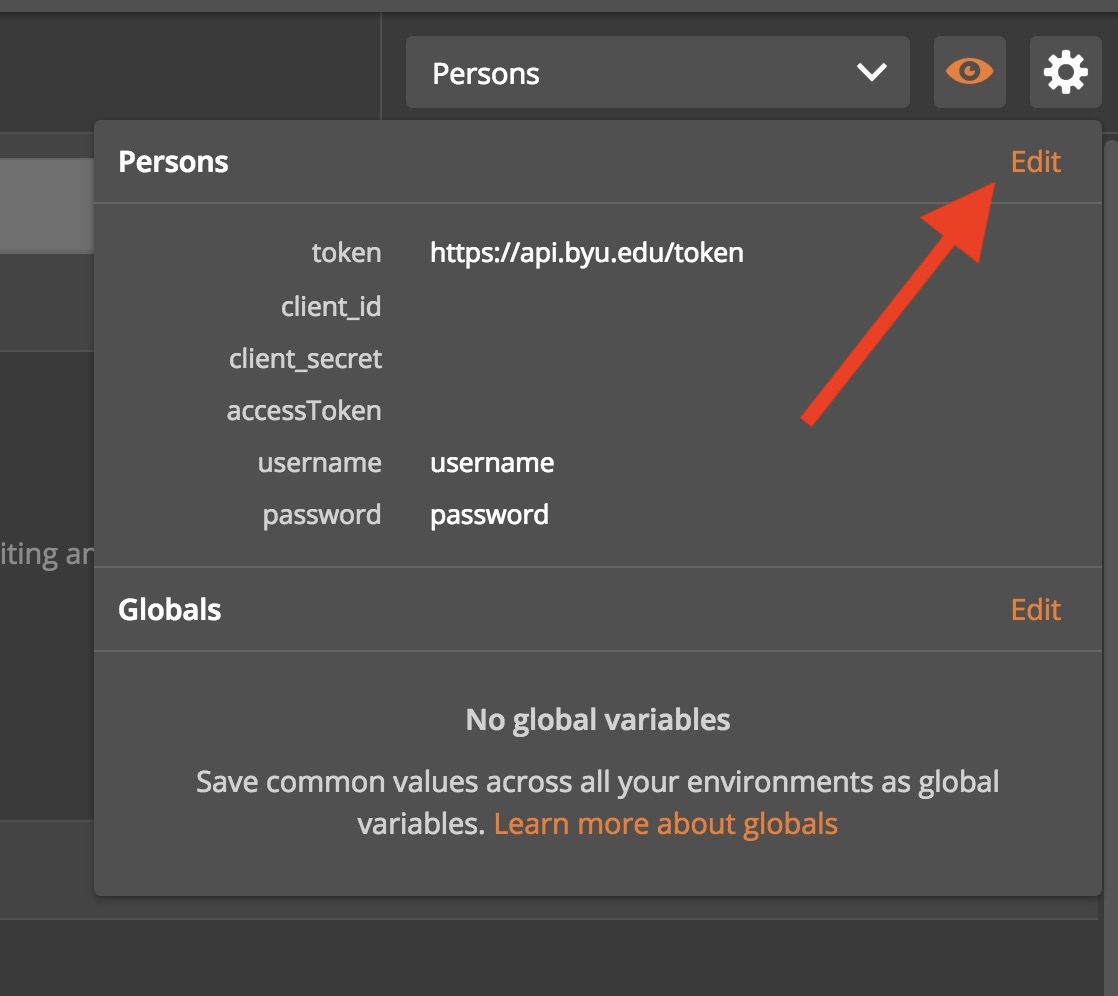 Persons
Persons Edit
token https://api.byu.edu/token
client_id
client_secret
accessToken
username username
password password
iting an
Globals Edit
No global variables
Save common values across all your environments as global
variables. Learn more about globals